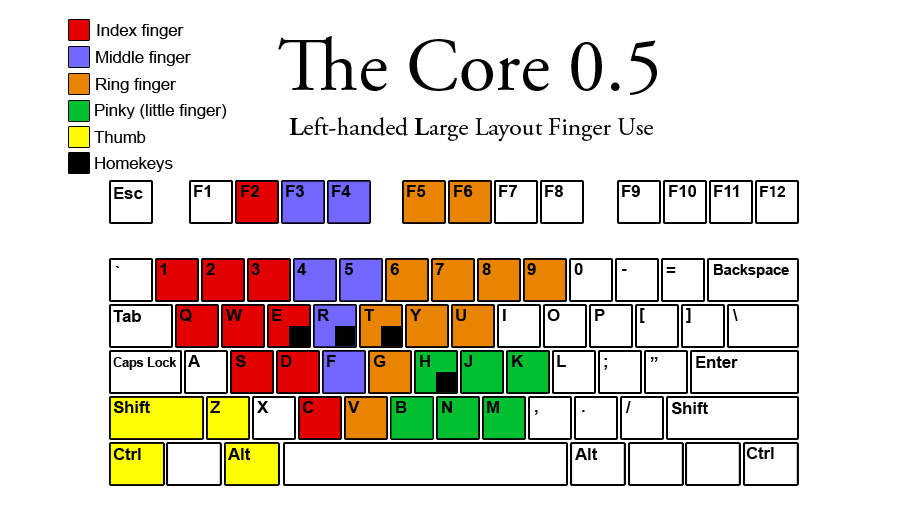 Index finger
Middle finger
Ring finger
Pinky (little finger)
Thumb
Homekeys
The Core 0.5
Left-handed Large Layout Finger Use
Esc F1 F2 F3 F4 F5 F6 F7 F8 F9 F10 F11 F12
` 1 2 3 4 5 6 7 8 9 0 - = Backspace
Tab Q W E R T Y U I O P [ ] \
Caps Lock A S D F G H J K L ; ” Enter
Shift Z X C V B N M , . / Shift
Ctrl Alt Alt Ctrl